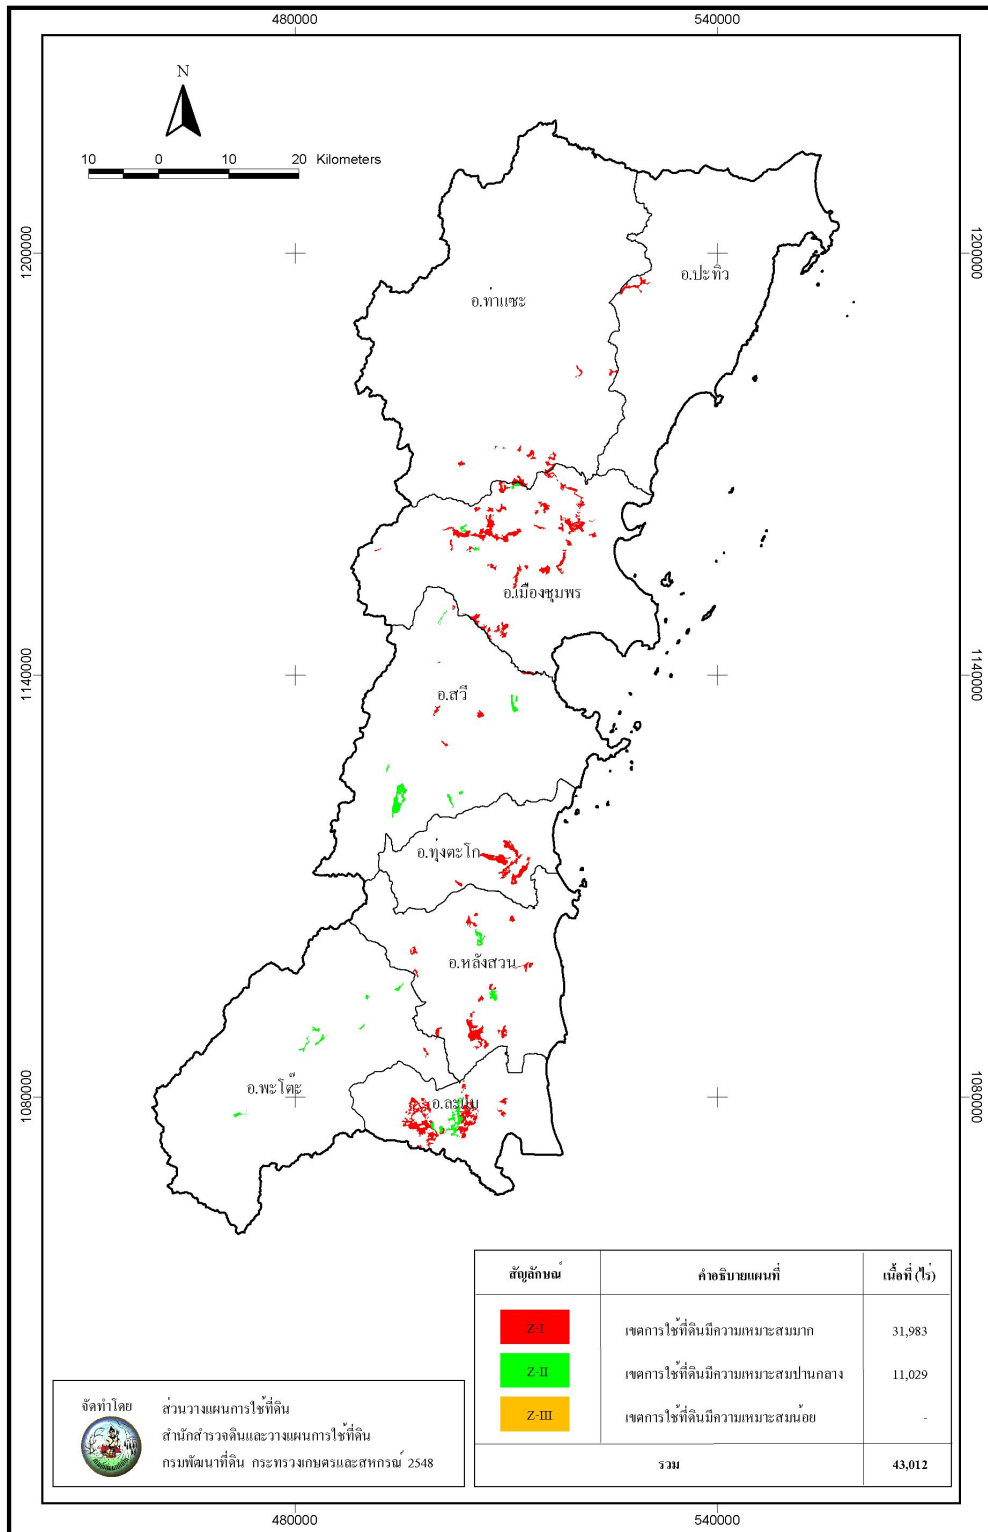 480000 540000
N
10 0 10 20 Kilometers
1200000 1200000
อ.ปะทิว
อ.ท่าแซะ
อ.เมืองชุมพร
1140000 1140000
อ.สวี
อ.ทุ่งตะโก
อ.หลังสวน
อ.พะโต๊ะ
1080000 1080000
อ.ละแม
สัญลักษณ์ คำอธิบายแผนที่ เนื้อที่ (ไร่)
Z-I เขตการใช้ที่ดินมีความเหมาะสมมาก 31,983
Z-II เขตการใช้ที่ดินมีความเหมาะสมปานกลาง 11,029
Z-III เขตการใช้ที่ดินมีความเหมาะสมน้อย -
รวม 43,012
จัดทำโดย ส่วนวางแผนการใช้ที่ดิน
สำนักสำรวจดินและวางแผนการใช้ที่ดิน
กรมพัฒนาที่ดิน กระทรวงเกษตรและสหกรณ์ 2548
480000 540000